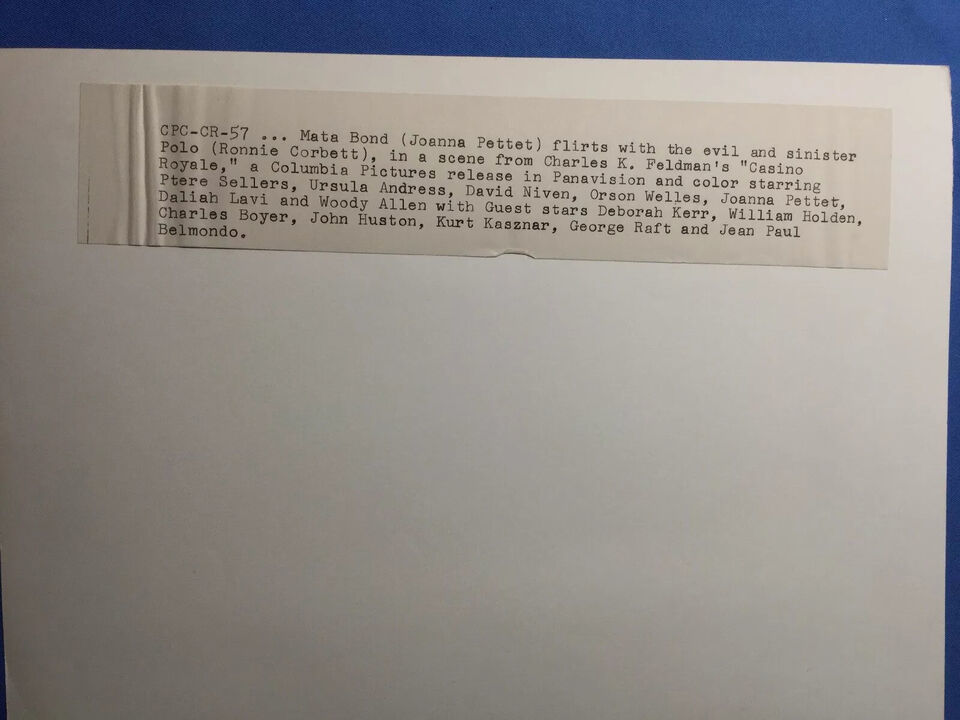 CPC-CR-57 ... Mata Bond (Joanna Pettet) flirts with the evil and sinister
Polo (Ronnie Corbett), in a scene from Charles K. Feldman's "Casino
Royale," a Columbia Pictures release in Panavision and color starring
Ptere Sellers, Ursula Andress, David Niven, Orson Welles, Joanna Pettet,
Daliah Lavi and Woody Allen with Guest stars Deborah Kerr, William Holden,
Charles Boyer, John Huston, Kurt Kasznar, George Raft and Jean Paul
Belmondo.